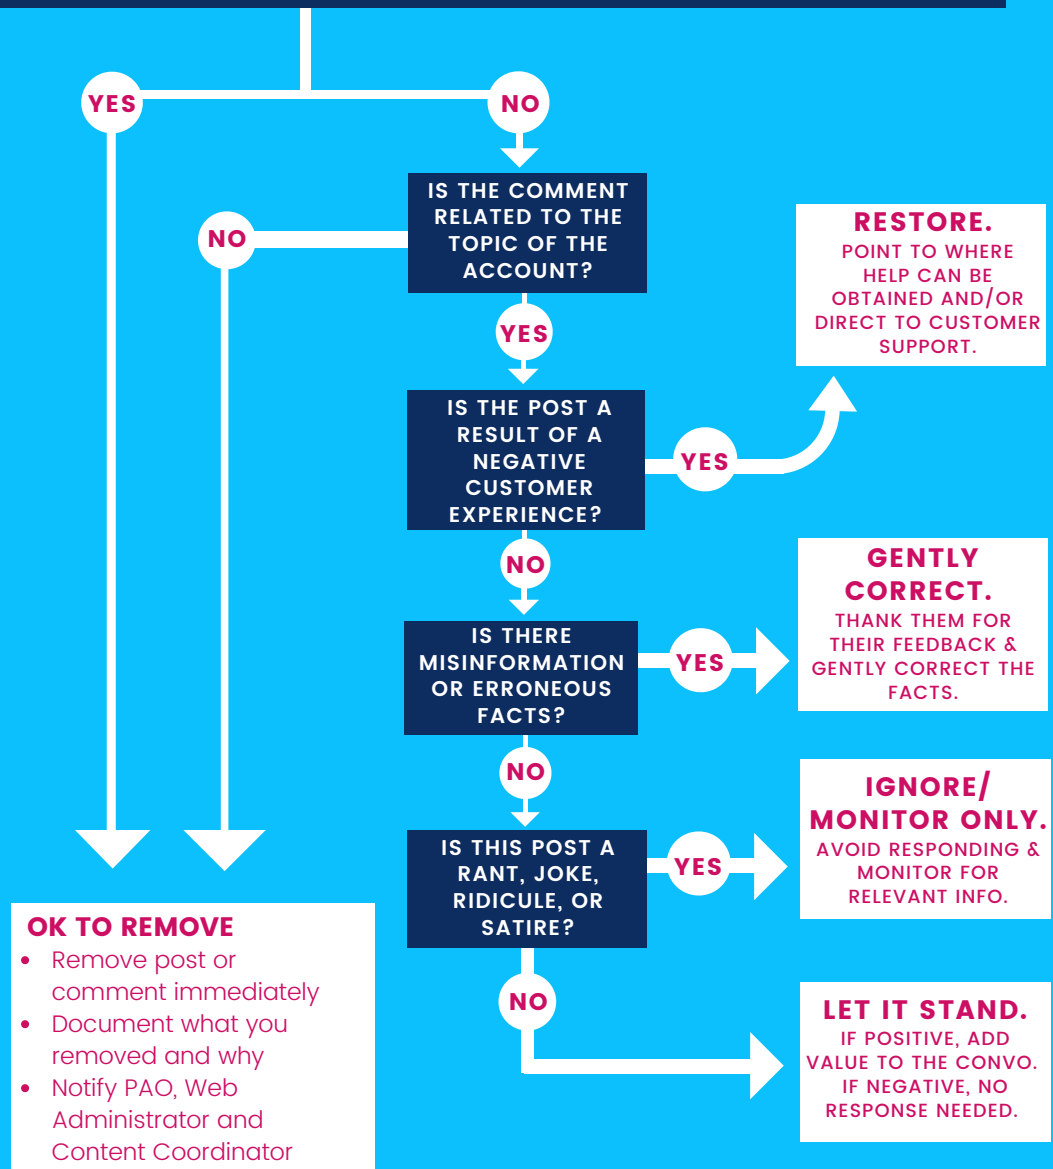 YES
NO
IS THE COMMENT
RELATED TO THE
TOPIC OF THE
ACCOUNT?
NO
YES
RESTORE.
POINT TO WHERE
HELP CAN BE
OBTAINED AND/OR
DIRECT TO CUSTOMER
SUPPORT.
IS THE POST A
RESULT OF A
NEGATIVE
CUSTOMER
EXPERIENCE?
YES
NO
GENTLY
CORRECT.
THANK THEM FOR
THEIR FEEDBACK &
GENTLY CORRECT THE
FACTS.
IS THERE
MISINFORMATION
OR ERRONEOUS
FACTS?
YES
NO
IGNORE/
MONITOR ONLY.
AVOID RESPONDING &
MONITOR FOR
RELEVANT INFO.
IS THIS POST A
RANT, JOKE,
RIDICULE, OR
SATIRE?
YES
NO
LET IT STAND.
IF POSITIVE, ADD
VALUE TO THE CONVO.
IF NEGATIVE, NO
RESPONSE NEEDED.
OK TO REMOVE
• Remove post or
comment immediately
• Document what you
removed and why
• Notify PAO, Web
Administrator and
Content Coordinator